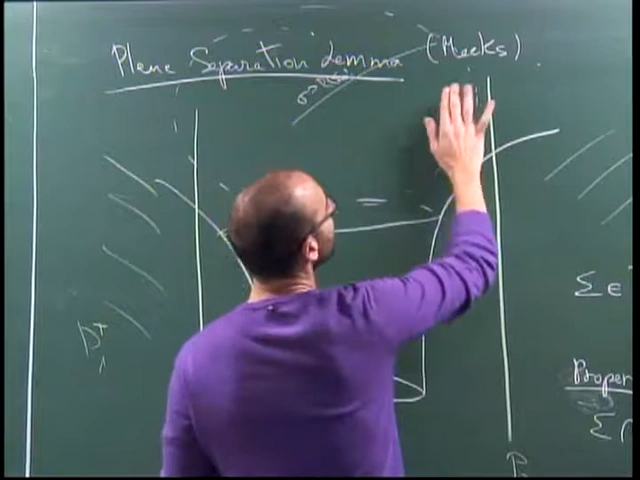 Plane Separation Lemma (Meeks).
Σ ∈
Proper
Σ ∩